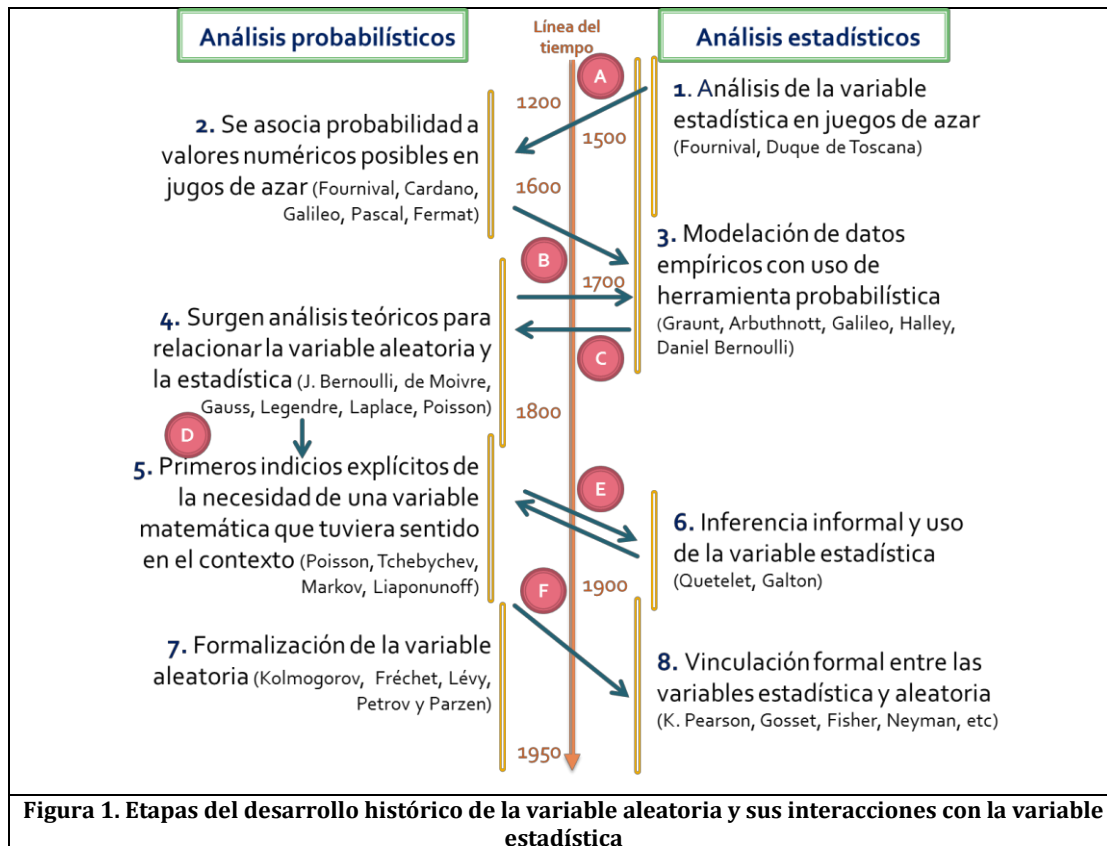 Análisis probabilísticos
Línea del
tiempo
Análisis estadísticos
A
1. Análisis de la variable
estadística en juegos de azar
(Fournival, Duque de Toscana)
1200
1500
2. Se asocia probabilidad a
valores numéricos posibles en
jugos de azar (Fournival, Cardano,
Galileo, Pascal, Fermat)
1600
3. Modelación de datos
empíricos con uso de
herramienta probabilística
(Graunt, Arbuthnott, Galileo, Halley,
Daniel Bernoulli)
B
1700
4. Surgen análisis teóricos para
relacionar la variable aleatoria y
la estadística (J. Bernoulli, de Moivre,
Gauss, Legendre, Laplace, Poisson)
C
1800
D
5. Primeros indicios explícitos de
la necesidad de una variable
matemática que tuviera sentido
en el contexto (Poisson, Tchebychev,
Markov, Liaponunoff)
E
6. Inferencia informal y uso
de la variable estadística
(Quetelet, Galton)
F
1900
7. Formalización de la variable
aleatoria (Kolmogorov, Fréchet, Lévy,
Petrov y Parzen)
8. Vinculación formal entre las
variables estadística y aleatoria
(K. Pearson, Gosset, Fisher, Neyman, etc)
1950
Figura 1. Etapas del desarrollo histórico de la variable aleatoria y sus interacciones con la variable
estadística